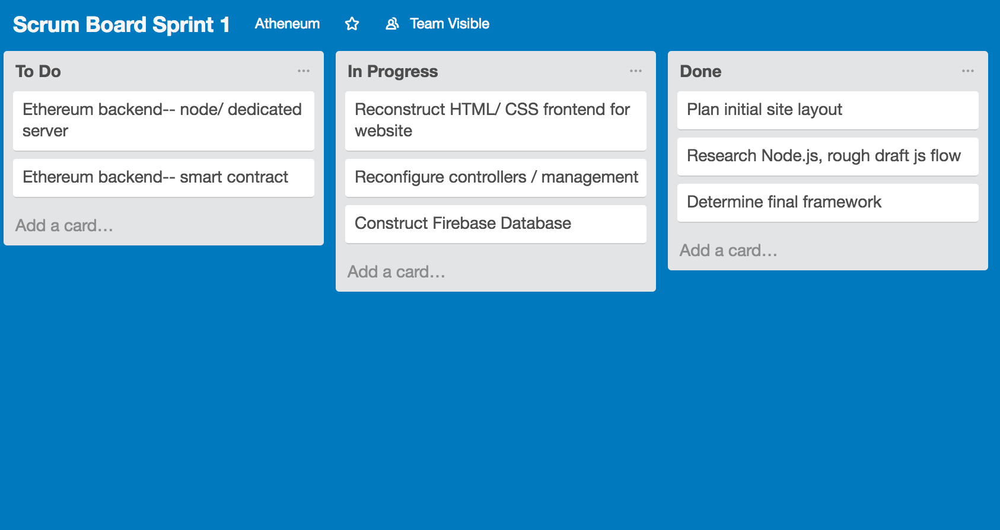 Scrum Board Sprint 1 Atheneum Team Visible
To Do
Ethereum backend-- node/ dedicated
server
Ethereum backend-- smart contract
Add a card…
In Progress
Reconstruct HTML/ CSS frontend for
website
Reconfigure controllers / management
Construct Firebase Database
Add a card…
Done
Plan initial site layout
Research Node.js, rough draft js flow
Determine final framework
Add a card…